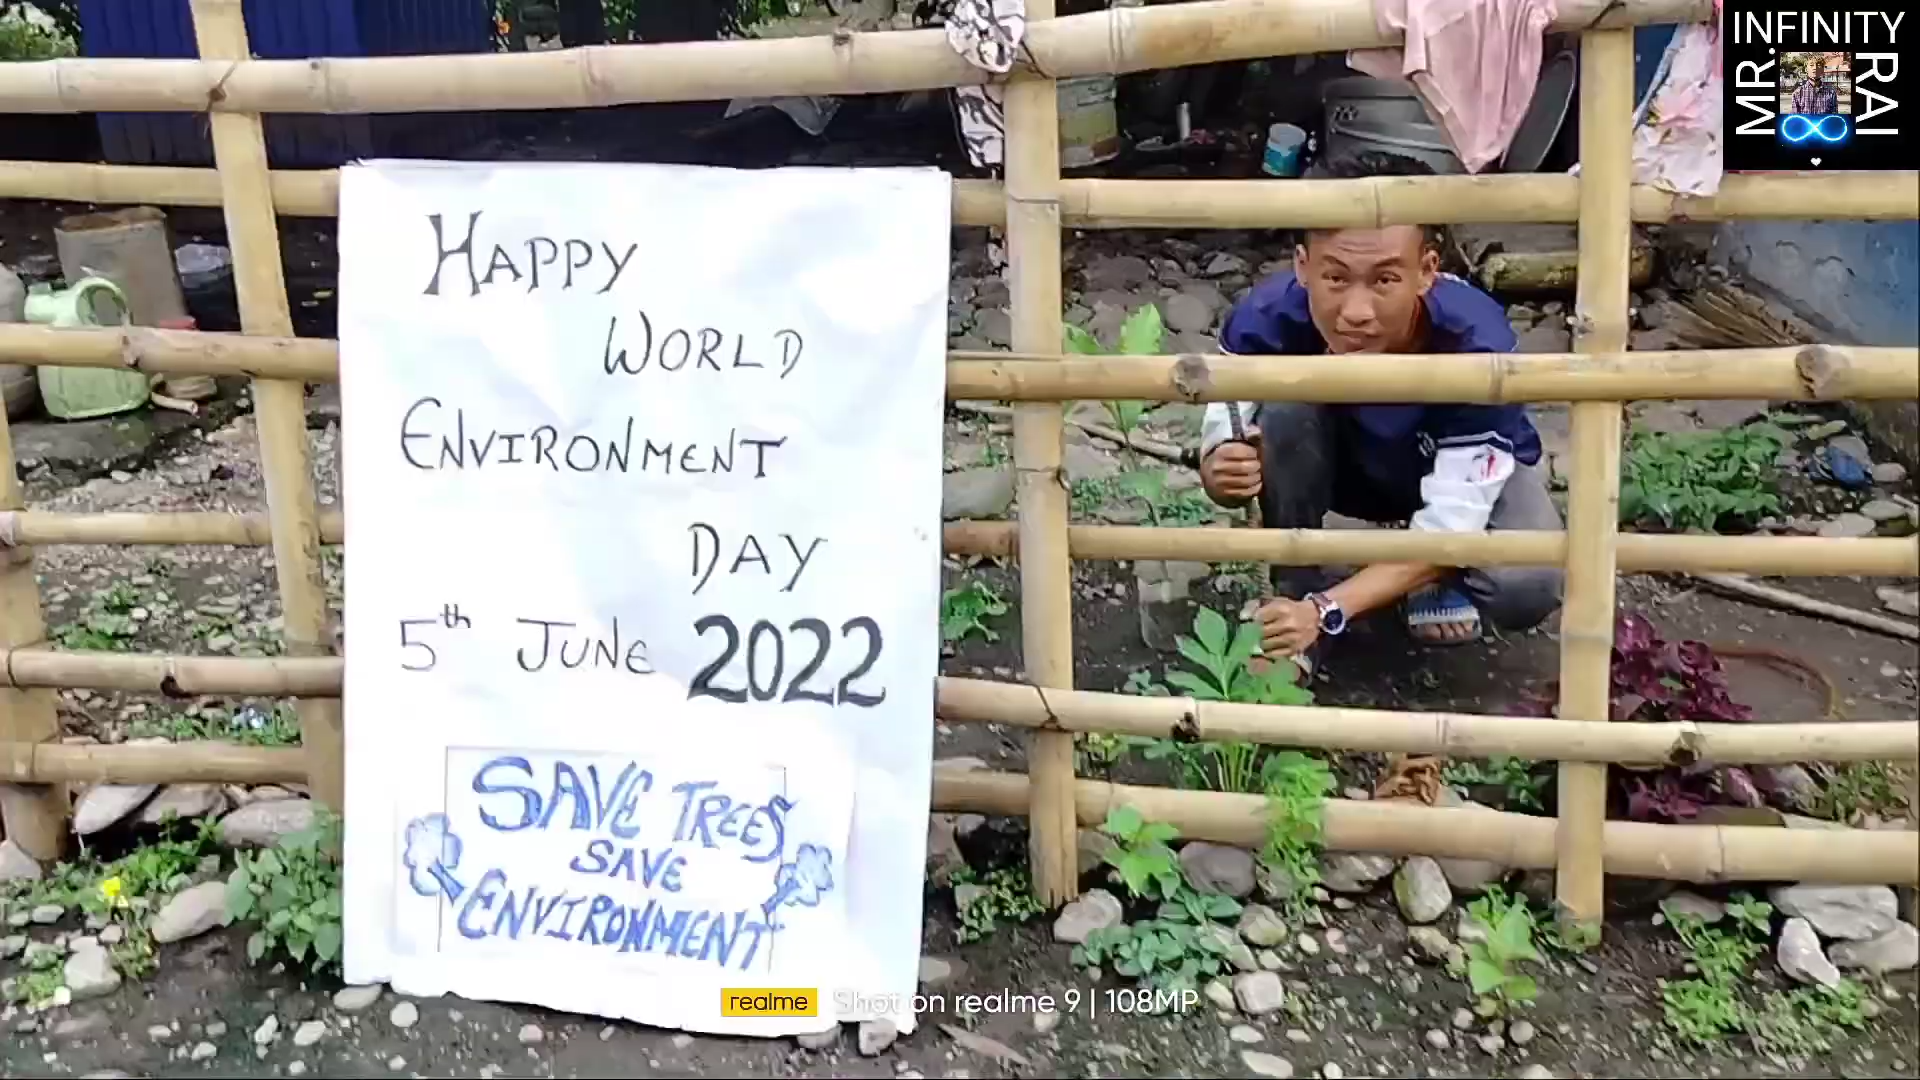 HAPPY
WORLD
ENVIRONMENT
DAY
5th JUNE 2022
SAVE TREES
SAVE
ENVIRONMENT
realme Shot on realme 9 | 108MP
MR. INFINITY RAI